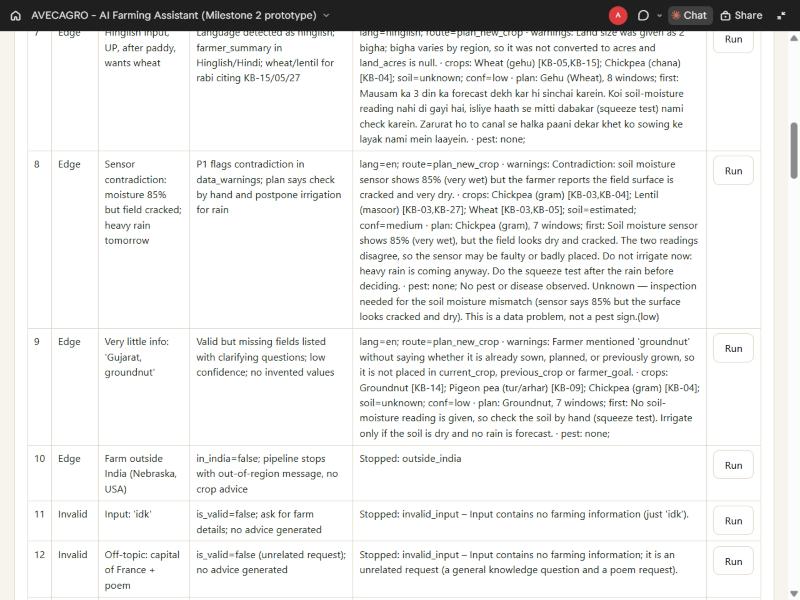 AVECAGRO – AI Farming Assistant (Milestone 2 prototype)
A
Chat
Share
7
Edge
Hinglish
input,
UP, after paddy,
wants wheat
Language detected as hinglish;
farmer_summary in
Hinglish/Hindi; wheat/lentil for
rabi citing KB-15/05/27
lang=hinglish; route=plan_new_crop · warnings: Land size was given as 2
bigha; bigha varies by region, so it was not converted to acres and
land_acres is null. · crops: Wheat (gehu) [KB-05,KB-15]; Chickpea (chana)
[KB-04]; soil=unknown; conf=low · plan: Gehu (Wheat), 8 windows; first:
Mausam ka 3 din ka forecast dekh kar hi sinchai karein. Koi soil-moisture
reading nahi di gayi hai, isliye haath se mitti dabakar (squeeze test) nami
check karein. Zarurat ho to canal se halka paani dekar khet ko sowing ke
layak nami mein laayein. · pest: none;
Run
8
Edge
Sensor
contradiction:
moisture 85%
but field cracked;
heavy rain
tomorrow
P1 flags contradiction in
data_warnings; plan says check
by hand and postpone irrigation
for rain
lang=en; route=plan_new_crop · warnings: Contradiction: soil moisture
sensor shows 85% (very wet) but the farmer reports the field surface is
cracked and very dry. · crops: Chickpea (gram) [KB-03,KB-04]; Lentil
(masoor) [KB-03,KB-27]; Wheat [KB-03,KB-05]; soil=estimated;
conf=medium · plan: Chickpea (gram), 7 windows; first: Soil moisture sensor
shows 85% (very wet), but the field looks dry and cracked. The two readings
disagree, so the sensor may be faulty or badly placed. Do not irrigate now:
heavy rain is coming anyway. Do the squeeze test after the rain before
deciding. · pest: none; No pest or disease observed. Unknown — inspection
needed for the soil moisture mismatch (sensor says 85% but the surface
looks cracked and dry). This is a data problem, not a pest sign.(low)
Run
9
Edge
Very little info:
'Gujarat,
groundnut'
Valid but missing fields listed
with clarifying questions; low
confidence; no invented values
lang=en; route=plan_new_crop · warnings: Farmer mentioned 'groundnut'
without saying whether it is already sown, planned, or previously grown, so
it is not placed in current_crop, previous_crop or farmer_goal. · crops:
Groundnut [KB-14]; Pigeon pea (tur/arhar) [KB-09]; Chickpea (gram) [KB-04];
soil=unknown; conf=low · plan: Groundnut, 7 windows; first: No soil-
moisture reading is given, so check the soil by hand (squeeze test). Irrigate
only if the soil is dry and no rain is forecast. · pest: none;
Run
10
Edge
Farm outside
India (Nebraska,
USA)
in_india=false; pipeline stops
with out-of-region message, no
crop advice
Stopped: outside_india
Run
11
Invalid
Input: 'idk'
is_valid=false; ask for farm
details; no advice generated
Stopped: invalid_input – Input contains no farming information (just 'idk').
Run
12
Invalid
Off-topic: capital
of France +
poem
is_valid=false (unrelated request);
no advice generated
Stopped: invalid_input – Input contains no farming information; it is an
unrelated request (a general knowledge question and a poem request).
Run